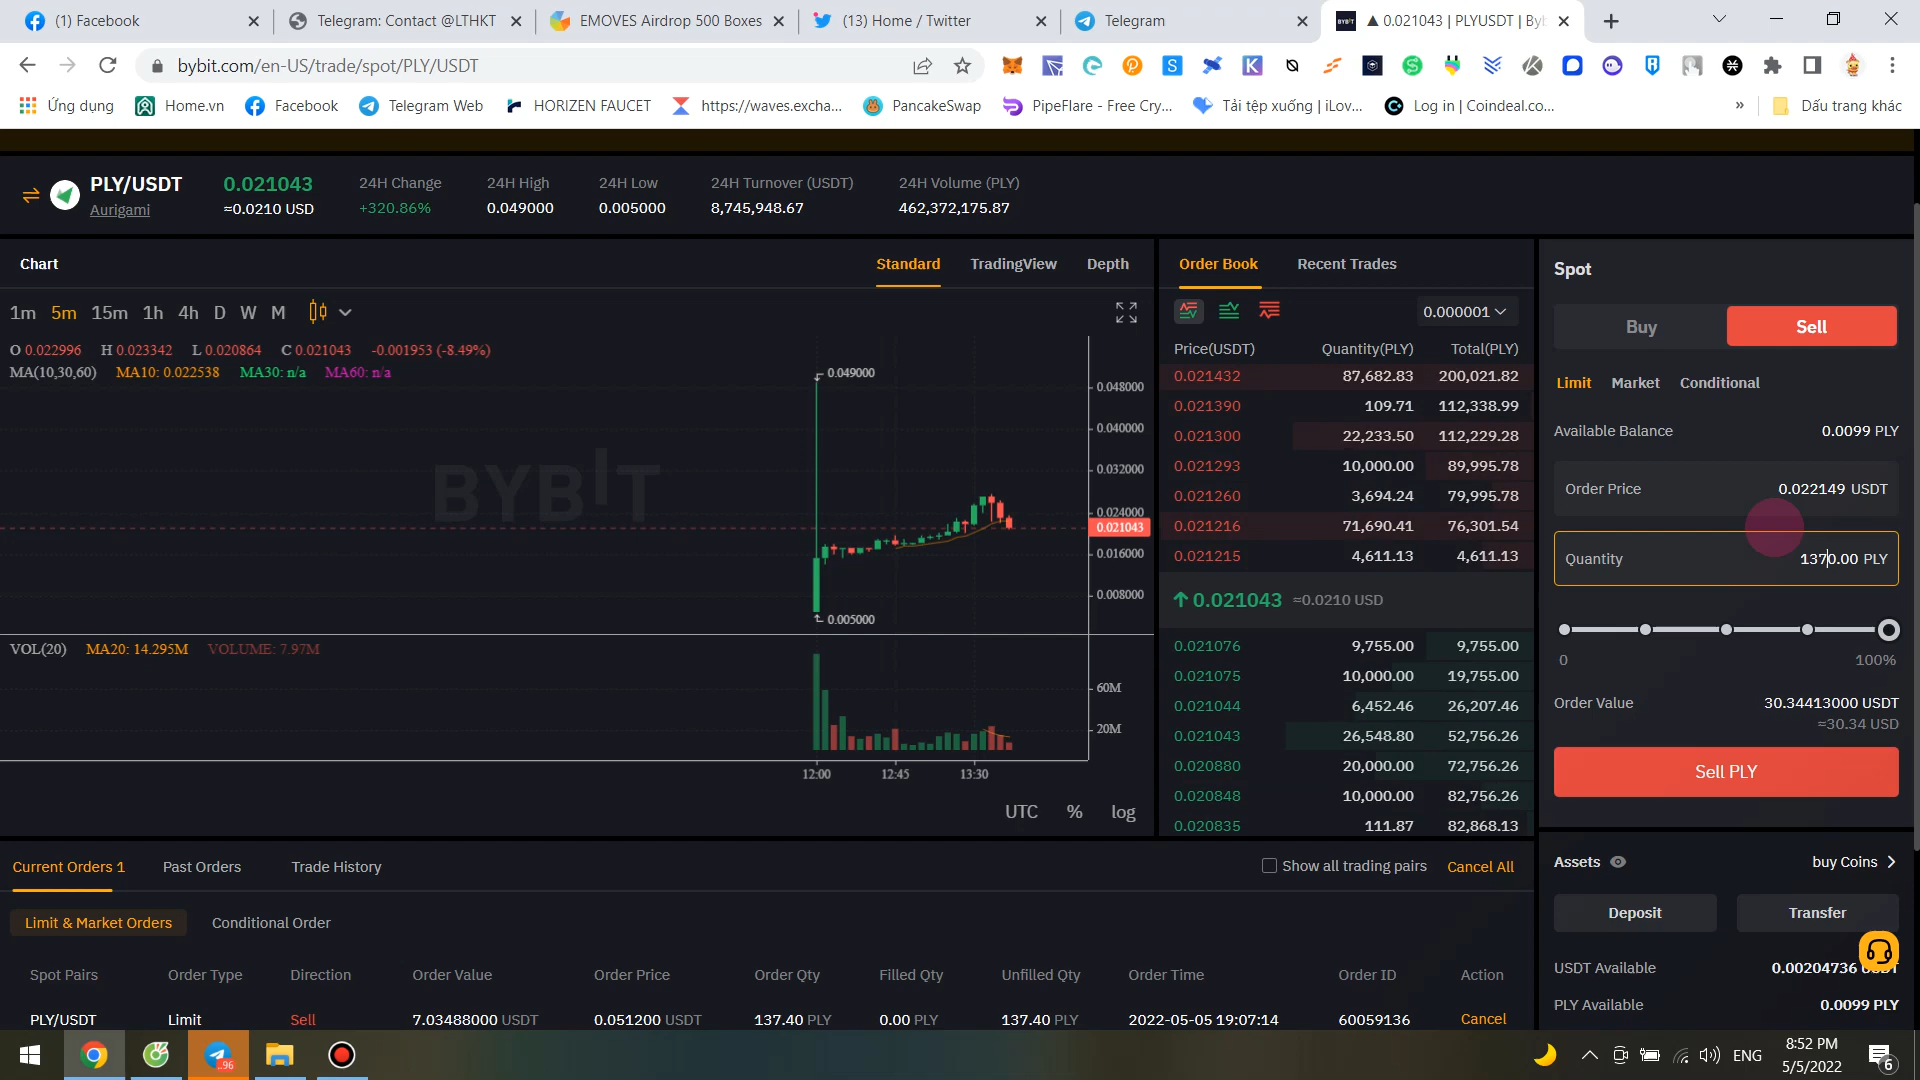 (1) Facebook
Telegram: Contact @LTHKT
EMOVES Airdrop 500 Boxes
(13) Home / Twitter
Telegram
▲ 0.021043 | PLYUSDT | Byb
bybit.com/en-US/trade/spot/PLY/USDT
Ứng dụng
Home.vn
Facebook
Telegram Web
HORIZEN FAUCET
https://waves.excha...
PancakeSwap
PipeFlare - Free Cry...
Tải tệp xuống | iLov...
Log in | Coindeal.co...
»
Dấu trang khác
PLY/USDT
Aurigami
0.021043
≈0.0210 USD
24H Change
+320.86%
24H High
0.049000
24H Low
0.005000
24H Turnover (USDT)
8,745,948.67
24H Volume (PLY)
462,372,175.87
Chart
Standard
TradingView
Depth
1m 5m 15m 1h 4h D W M
O 0.022996 H 0.023342 L 0.020864 C 0.021043 -0.001953 (-8.49%)
MA(10,30,60) MA10: 0.022538 MA30: n/a MA60: n/a
BYBIT
0.049000
0.005000
0.048000
0.040000
0.032000
0.024000
0.021043
0.016000
0.008000
VOL(20) MA20: 14.295M VOLUME: 7.97M
60M
20M
12:00 12:45 13:30
UTC % log
Order Book
Recent Trades
0.000001
Price(USDT) Quantity(PLY) Total(PLY)
0.021432 87,682.83 200,021.82
0.021390 109.71 112,338.99
0.021300 22,233.50 112,229.28
0.021293 10,000.00 89,995.78
0.021260 3,694.24 79,995.78
0.021216 71,690.41 76,301.54
0.021215 4,611.13 4,611.13
0.021043 ≈0.0210 USD
0.021076 9,755.00 9,755.00
0.021075 10,000.00 19,755.00
0.021044 6,452.46 26,207.46
0.021043 26,548.80 52,756.26
0.020880 20,000.00 72,756.26
0.020848 10,000.00 82,756.26
0.020835 111.87 82,868.13
Spot
Buy
Sell
Limit
Market
Conditional
Available Balance 0.0099 PLY
Order Price 0.022149 USDT
Quantity 1370.00 PLY
0 100%
Order Value 30.34413000 USDT
≈30.34 USD
Sell PLY
Assets
buy Coins
Deposit
Transfer
USDT Available 0.00204736
PLY Available 0.0099 PLY
Current Orders 1
Past Orders
Trade History
Show all trading pairs
Cancel All
Limit & Market Orders
Conditional Order
Spot Pairs Order Type Direction Order Value Order Price Order Qty Filled Qty Unfilled Qty Order Time Order ID Action
PLY/USDT Limit Sell 7.03488000 USDT 0.051200 USDT 137.40 PLY 0.00 PLY 137.40 PLY 2022-05-05 19:07:14 60059136 Cancel
..96
ENG
8:52 PM
5/5/2022
6